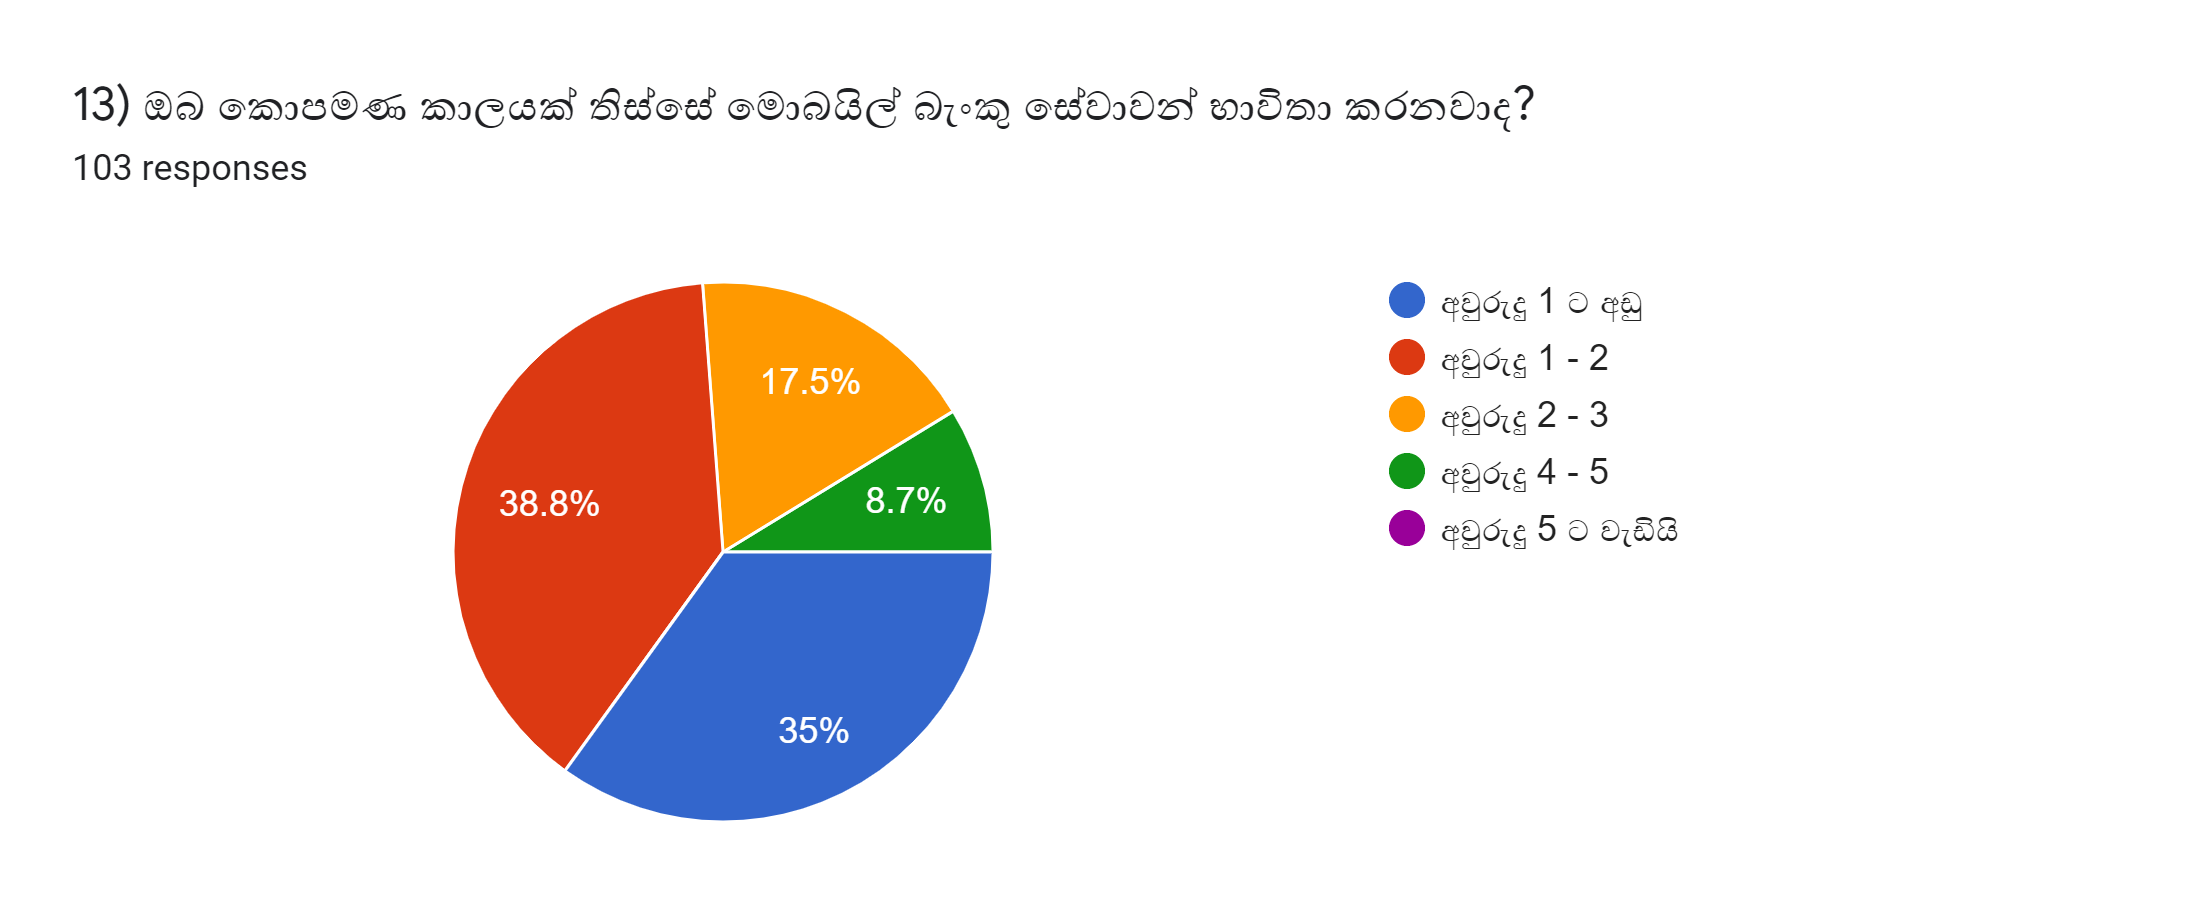 13) ඔබ කොපමණ කාලයක් තිස්සේ මොබයිල් බැංකු සේවාවන් භාවිතා කරනවාද?
103 responses
අවුරුදු 1 ට අඩු
අවුරුදු 1 - 2
අවුරුදු 2 - 3
අවුරුදු 4 - 5
අවුරුදු 5 ට වැඩියි
17.5%
8.7%
38.8%
35%